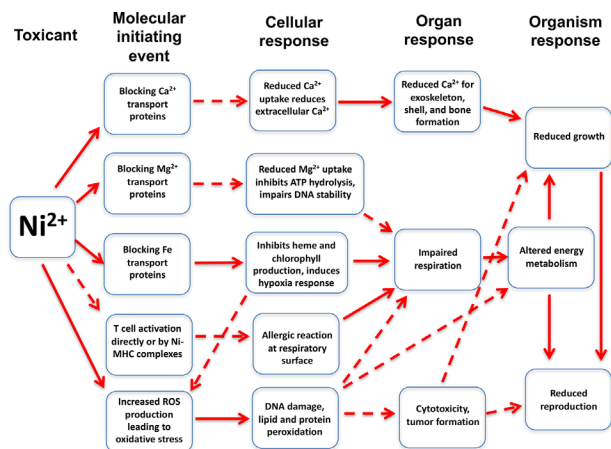 Toxicant
Molecular
initiating
event
Cellular
response
Organ
response
Organism
response
Blocking Ca²⁺
transport
proteins
Reduced Ca²⁺
uptake reduces
extracellular Ca²⁺
Reduced Ca²⁺ for
exoskeleton,
shell, and bone
formation
Reduced growth
Blocking Mg²⁺
transport
proteins
Reduced Mg²⁺ uptake
inhibits ATP hydrolysis,
impairs DNA stability
Ni²⁺
Blocking Fe
transport
proteins
Inhibits heme and
chlorophyll
production, induces
hypoxia response
Impaired
respiration
Altered energy
metabolism
T cell activation
directly or by Ni-
MHC complexes
Allergic reaction
at respiratory
surface
Increased ROS
production
leading to
oxidative stress
DNA damage,
lipid and protein
peroxidation
Cytotoxicity,
tumor formation
Reduced
reproduction